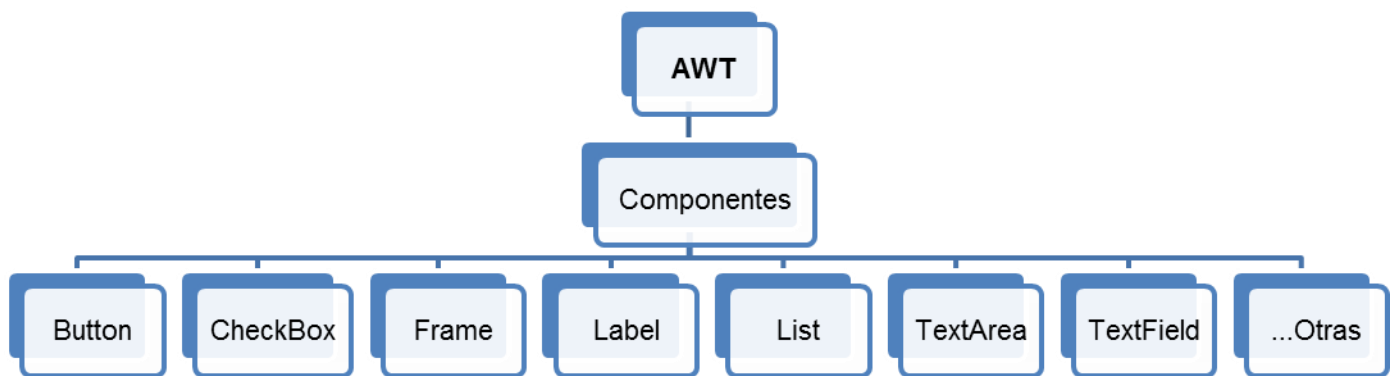 AWT
Componentes
Button
CheckBox
Frame
Label
List
TextArea
TextField
...Otras